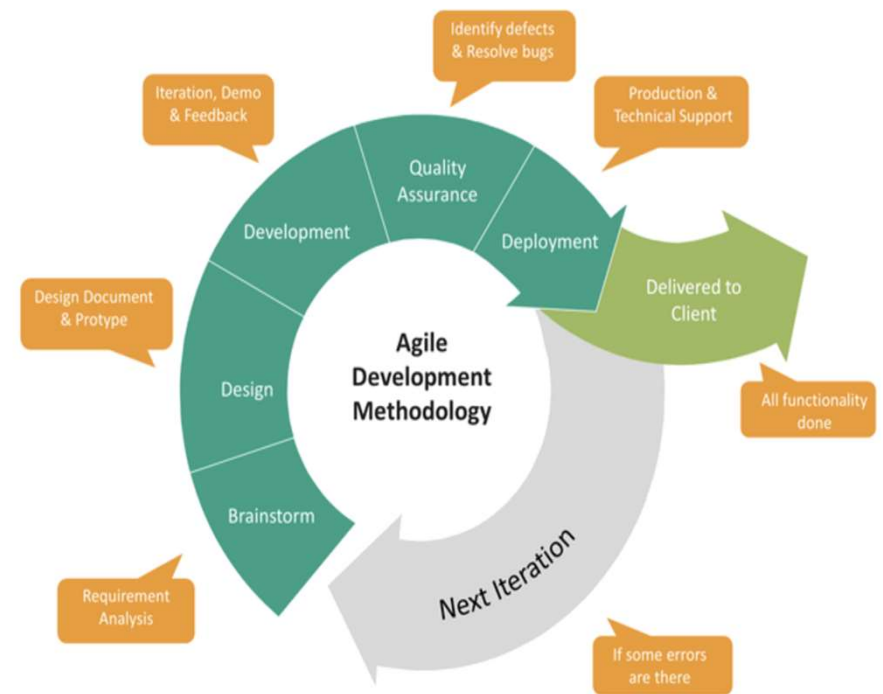 Identify defects
& Resolve bugs
Iteration, Demo
& Feedback
Production &
Technical Support
Quality
Assurance
Development
Deployment
Delivered to
Client
Design Document
& Protype
Agile
Development
Methodology
Design
All functionality
done
Brainstorm
Next Iteration
Requirement
Analysis
If some errors
are there